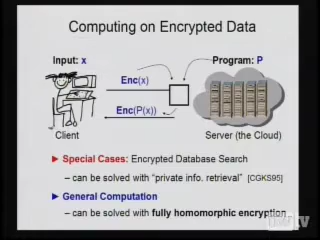 Computing on Encrypted Data
Input: x
Program: P
Enc(x)
Enc(P(x))
Client
Server (the Cloud)
► Special Cases: Encrypted Database Search
– can be solved with "private info. retrieval" [CGKS95]
► General Computation
– can be solved with fully homomorphic encryption